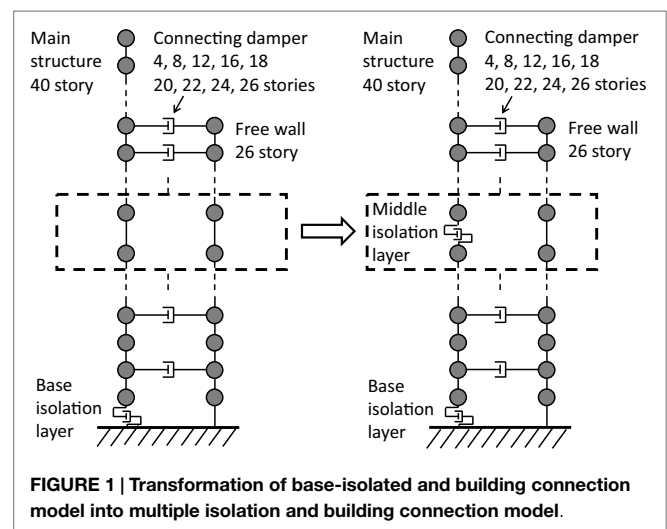 Main
structure
40 story
Connecting damper
4, 8, 12, 16, 18
20, 22, 24, 26 stories
Free wall
26 story
Base
isolation
layer
Main
structure
40 story
Connecting damper
4, 8, 12, 16, 18
20, 22, 24, 26 stories
Free wall
26 story
Middle
isolation
layer
Base
isolation
layer
FIGURE 1 | Transformation of base-isolated and building connection
model into multiple isolation and building connection model.